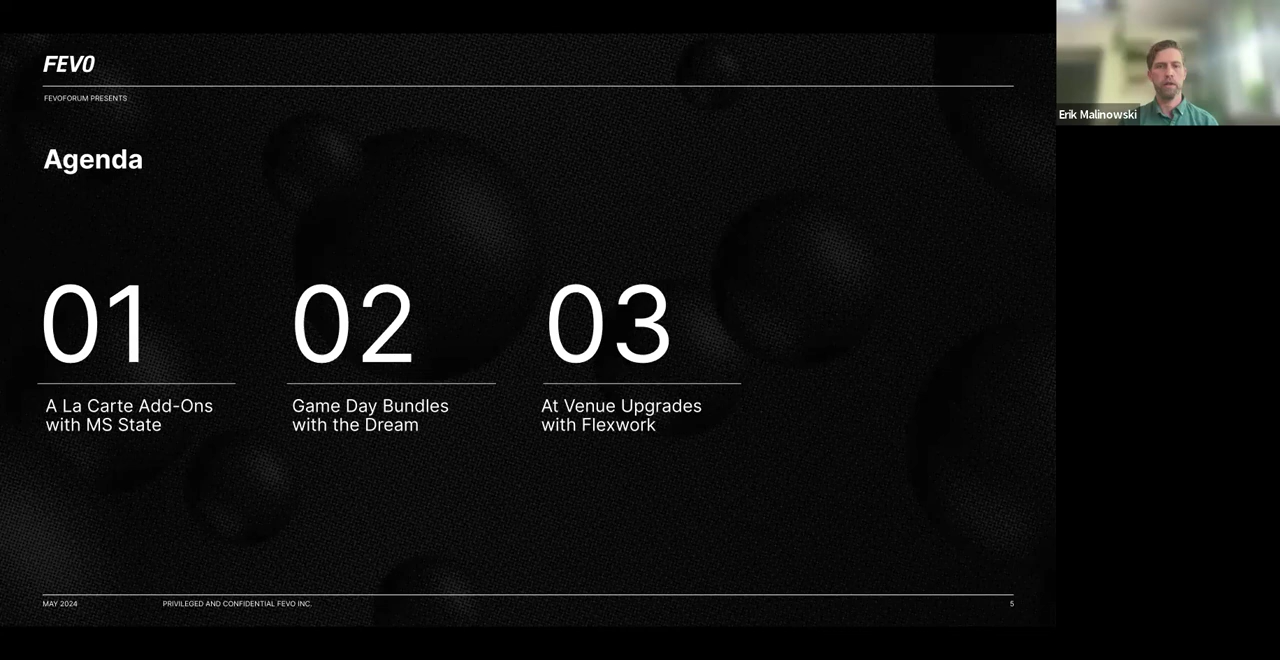 FEVO
FEVOFORUM PRESENTS
Agenda
01
A La Carte Add-Ons
with MS State
02
Game Day Bundles
with the Dream
03
At Venue Upgrades
with Flexwork
MAY 2024
PRIVILEGED AND CONFIDENTIAL FEVO INC.
5
Erik Malinowski